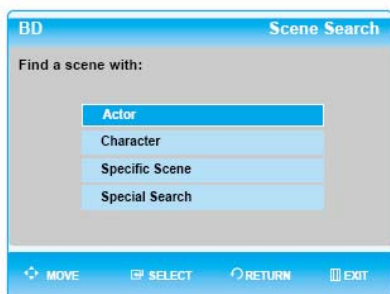 BD Scene Search
Find a scene with:
Actor
Character
Specific Scene
Special Search
MOVE SELECT RETURN EXIT